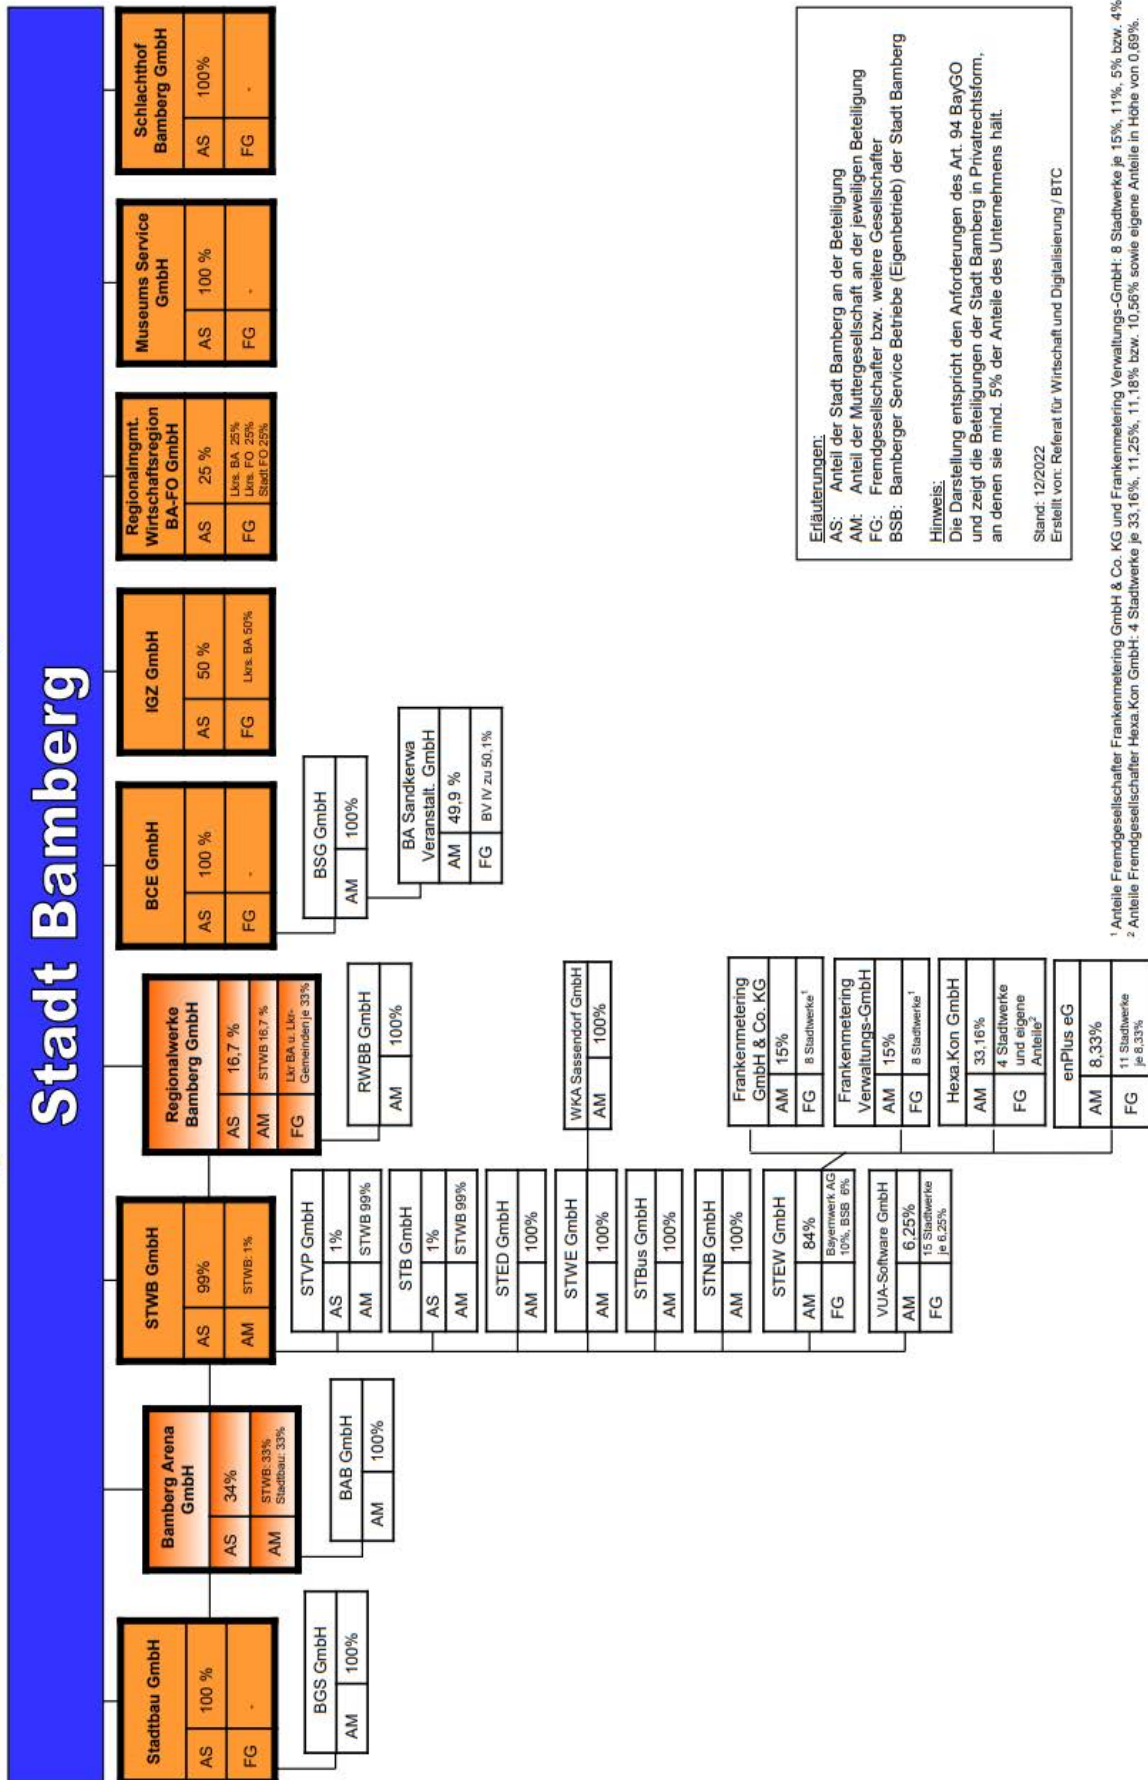 Stadt Bamberg
Stadtbau GmbH
AS 100 %
FG -
BGS GmbH
AM 100%
Bamberg Arena
GmbH
AS 34%
AM STWB: 33%
Stadtbau: 33%
BAB GmbH
AM 100%
STWB GmbH
AS 99%
AM STWB: 1%
STVP GmbH
AS 1%
AM STWB 99%
STB GmbH
AS 1%
AM STWB 99%
STED GmbH
AM 100%
STWE GmbH
AM 100%
WKA Sassendorf GmbH
AM 100%
STBus GmbH
AM 100%
STNB GmbH
AM 100%
STEW GmbH
AM 84%
FG Bayernwerk AG
10%, BSB 6%
VUA-Software GmbH
AM 6,25%
FG 15 Stadtwerke
je 6,25%
Frankenmetering
GmbH & Co. KG
AM 15%
FG 8 Stadtwerke¹
Frankenmetering
Verwaltungs-GmbH
AM 15%
FG 8 Stadtwerke¹
Hexa.Kon GmbH
AM 33,16%
FG 4 Stadtwerke
und eigene
Anteile²
enPlus eG
AM 8,33%
FG 11 Stadtwerke
je 8,33%
Regionalwerke
Bamberg GmbH
AS 16,7 %
AM STWB 16,7 %
FG Lkr BA u. Lkr-
Gemeinden je 33%
RWBB GmbH
AM 100%
BCE GmbH
AS 100 %
FG -
BSG GmbH
AM 100%
BA Sandkerwa
Veranstalt. GmbH
AM 49,9 %
FG BV IV zu 50,1%
IGZ GmbH
AS 50 %
FG Lkrs. BA 50%
Regionalmgmt.
Wirtschaftsregion
BA-FO GmbH
AS 25 %
FG Lkrs. BA 25%
Lkrs. FO 25%
Stadt FO 25%
Museums Service
GmbH
AS 100 %
FG -
Schlachthof
Bamberg GmbH
AS 100%
FG -
Erläuterungen:
AS: Anteil der Stadt Bamberg an der Beteiligung
AM: Anteil der Muttergesellschaft an der jeweiligen Beteiligung
FG: Fremdgesellschafter bzw. weitere Gesellschafter
BSB: Bamberger Service Betriebe (Eigenbetrieb) der Stadt Bamberg
Hinweis:
Die Darstellung entspricht den Anforderungen des Art. 94 BayGO
und zeigt die Beteiligungen der Stadt Bamberg in Privatrechtsform,
an denen sie mind. 5% der Anteile des Unternehmens hält.
Stand: 12/2022
Erstellt von: Referat für Wirtschaft und Digitalisierung / BTC
¹ Anteile Fremdgesellschafter Frankenmetering GmbH & Co. KG und Frankenmetering Verwaltungs-GmbH: 8 Stadtwerke je 15%, 11%, 5% bzw. 4%
² Anteile Fremdgesellschafter Hexa.Kon GmbH: 4 Stadtwerke je 33,16%, 11,25%, 11,18% bzw. 10,56% sowie eigene Anteile in Höhe von 0,69%.